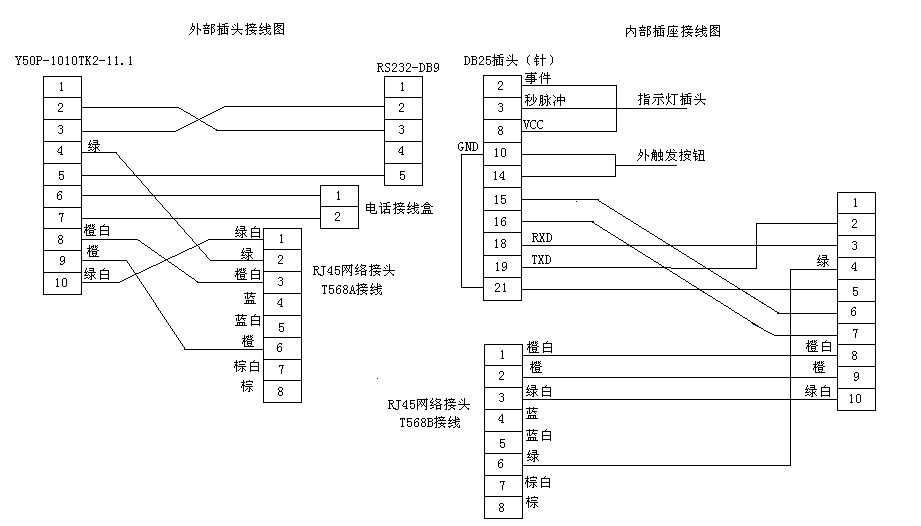 外部插头接线图
Y50P-1010TK2-11.1
1
2
3
4
5
6
7
8
9
10
绿
橙白
橙
绿白
RS232-DB9
1
2
3
4
5
1
2
电话接线盒
绿白
绿
橙白
蓝
蓝白
橙
棕白
棕
1
2
3
4
5
6
7
8
RJ45网络接头
T568A接线
内部插座接线图
DB25插头（针）
2
3
8
10
14
15
16
18
19
21
事件
秒脉冲
VCC
GND
RXD
TXD
指示灯插头
外触发按钮
1
2
3
4
5
6
7
8
9
10
绿
橙白
橙
绿白
RJ45网络接头
T568B接线
1
2
3
4
5
6
7
8
橙白
橙
绿白
蓝
蓝白
绿
棕白
棕